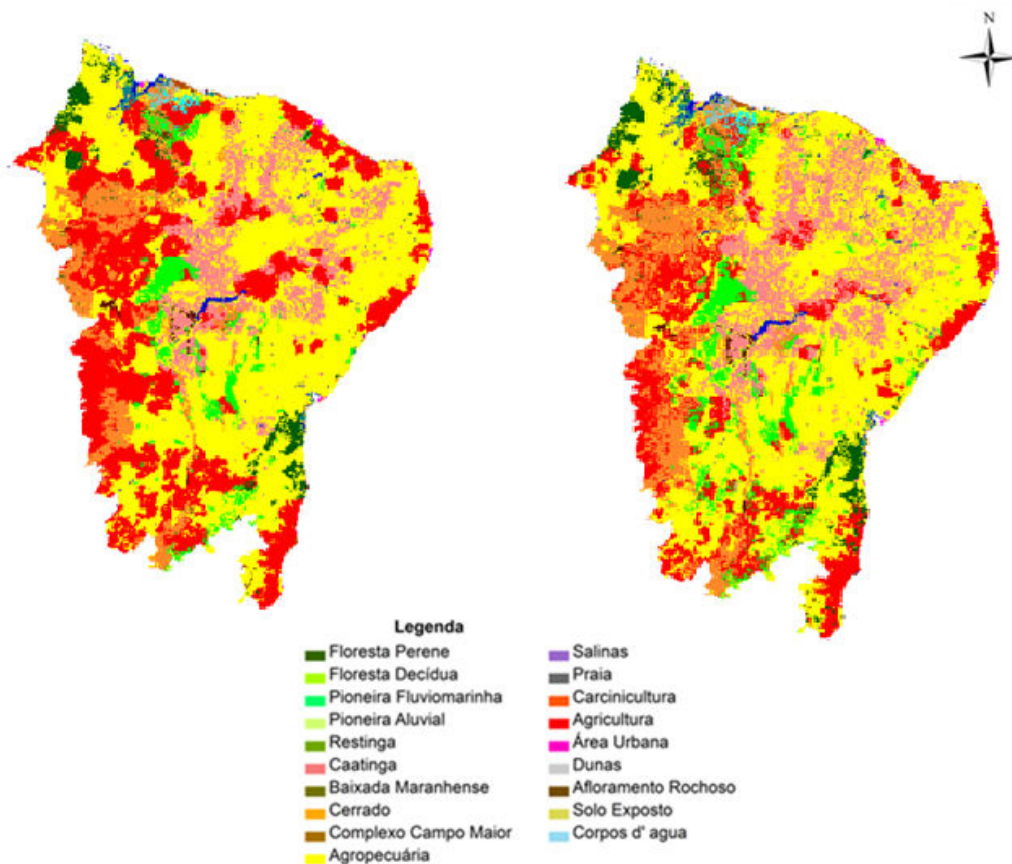 N
Legenda
Floresta Perene
Floresta Decídua
Pioneira Fluviomarinha
Pioneira Aluvial
Restinga
Caatinga
Baixada Maranhense
Cerrado
Complexo Campo Maior
Agropecuária
Salinas
Praia
Carcinicultura
Agricultura
Área Urbana
Dunas
Afloramento Rochoso
Solo Exposto
Corpos d' agua